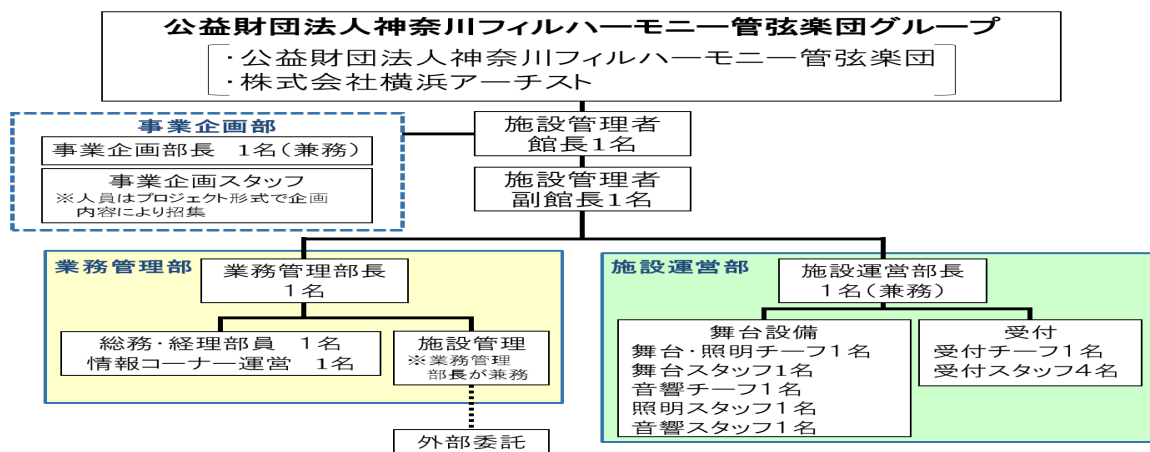 公益財団法人神奈川フィルハーモニー管弦楽団グループ
・公益財団法人神奈川フィルハーモニー管弦楽団
・株式会社横浜アーチスト
事業企画部
事業企画部長 1名(兼務)
事業企画スタッフ
※人員はプロジェクト形式で企画
内容により招集
施設管理者
館長1名
施設管理者
副館長1名
業務管理部
業務管理部長
1名
総務・経理部員 1名
情報コーナー運営 1名
施設管理
※業務管理
部長が兼務
外部委託
施設運営部
施設運営部長
1名(兼務)
舞台設備
舞台・照明チーフ1名
舞台スタッフ1名
音響チーフ1名
照明スタッフ1名
音響スタッフ1名
受付
受付チーフ1名
受付スタッフ4名